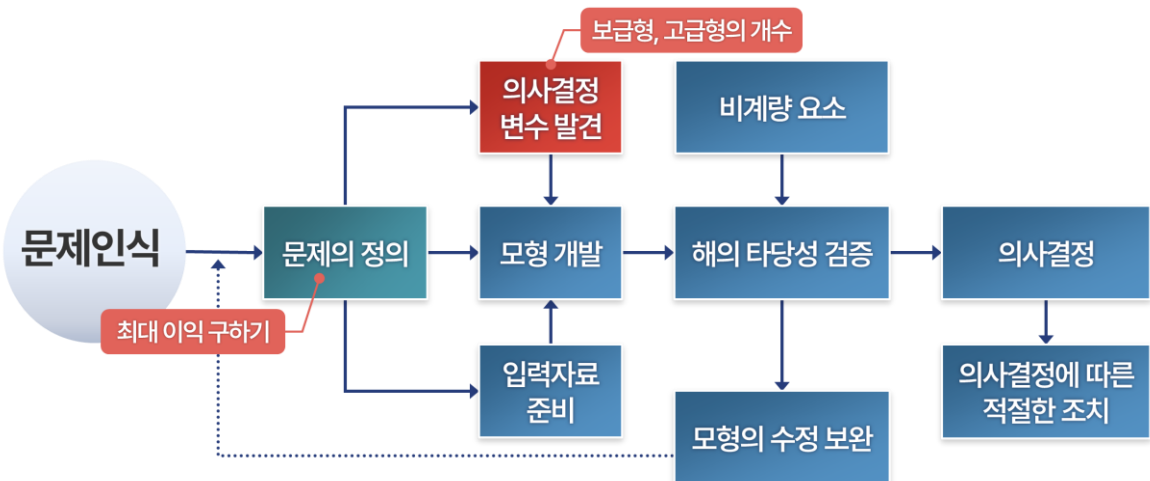 보급형, 고급형의 개수
의사결정
변수 발견
비계량 요소
문제인식
문제의 정의
모형 개발
해의 타당성 검증
의사결정
최대 이익 구하기
입력자료
준비
모형의 수정 보완
의사결정에 따른
적절한 조치